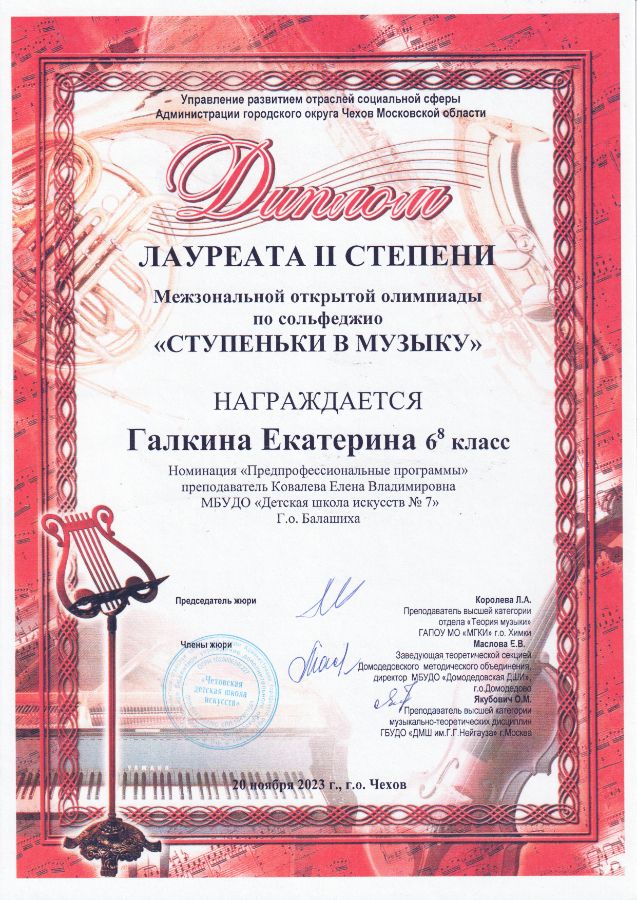 Управление развитием отраслей социальной сферы
Администрации городского округа Чехов Московской области
Диплом
ЛАУРЕАТА II СТЕПЕНИ
Межзональной открытой олимпиады
по сольфеджио
«СТУПЕНЬКИ В МУЗЫКУ»
НАГРАЖДАЕТСЯ
Галкина Екатерина 6⁸ класс
Номинация «Предпрофессиональные программы»
преподаватель Ковалева Елена Владимировна
МБУДО «Детская школа искусств № 7»
Г.о. Балашиха
Председатель жюри
Королева Л.А.
Преподаватель высшей категории
отдела «Теория музыки»
ГАПОУ МО «МГКИ» г.о. Химки
Члены жюри
Маслова Е.В.
Заведующая теоретической секцией
Домодедовского методического объединения,
директор МБУДО «Домодедовская ДШИ»,
г.о.Домодедово
Якубович О.М.
Преподаватель высшей категории
музыкально-теоретических дисциплин
ГБУДО «ДМШ им.Г.Г.Нейгауза» г.Москва
«Чеховская
детская школа
искусств»
YAMAHA
20 ноября 2023 г., г.о. Чехов